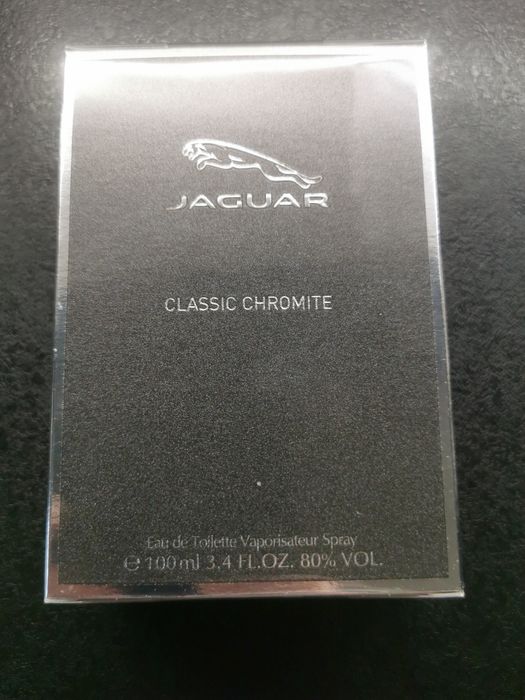 JAGUAR
CLASSIC CHROMITE
Eau de Toilette Vaporisateur Spray
℮ 100 ml 3.4 FL.OZ. 80% VOL.